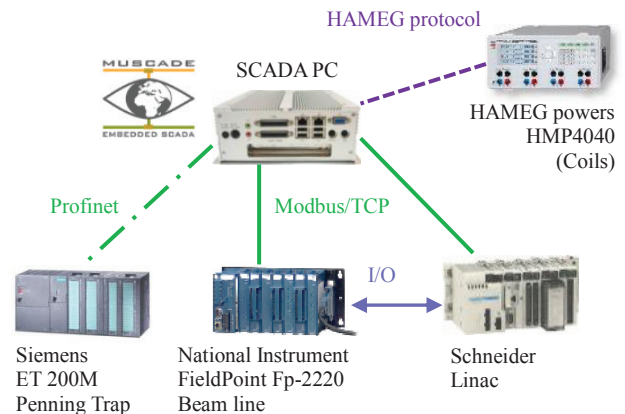 HAMEG protocol
MUSCADE
EMBEDDED SCADA
SCADA PC
HAMEG powers
HMP4040
(Coils)
Profinet
Modbus/TCP
I/O
Siemens
ET 200M
Penning Trap
National Instrument
FieldPoint Fp-2220
Beam line
Schneider
Linac